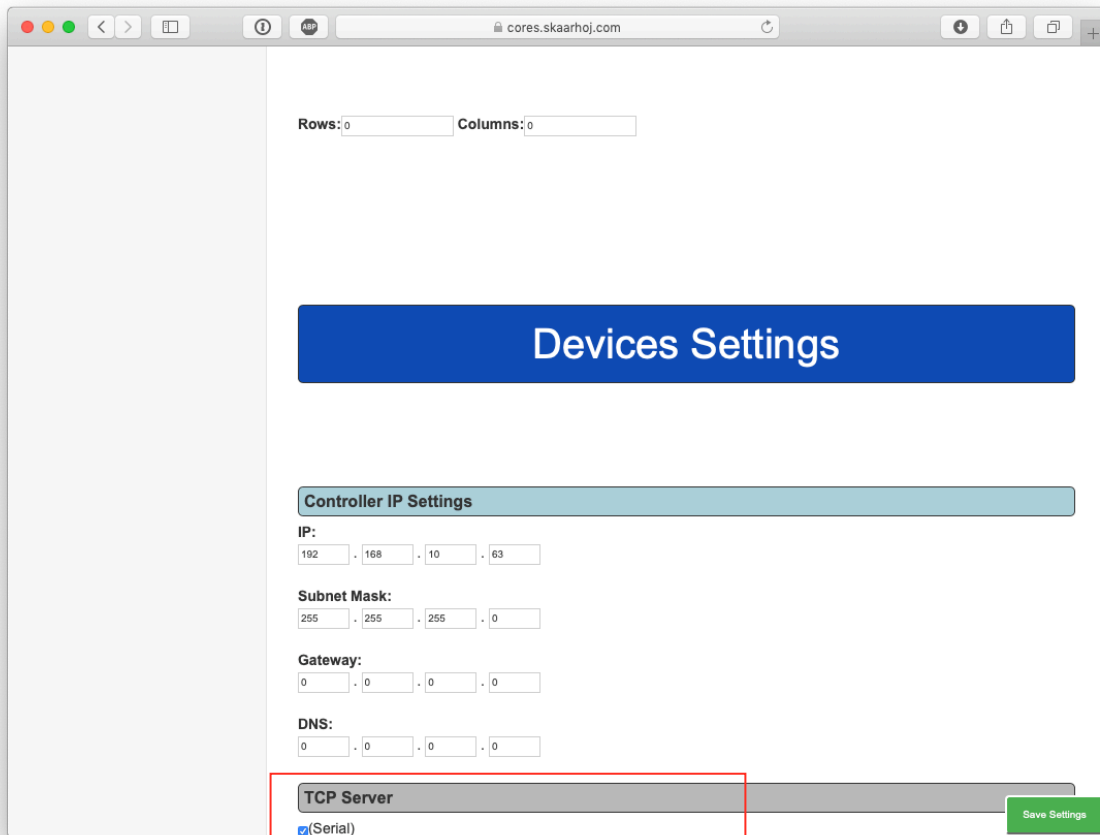 ABP
cores.skaarhoj.com
Rows: 0 Columns: 0
Devices Settings
Controller IP Settings
IP:
192 . 168 . 10 . 63
Subnet Mask:
255 . 255 . 255 . 0
Gateway:
0 . 0 . 0 . 0
DNS:
0 . 0 . 0 . 0
TCP Server
(Serial)
Save Settings